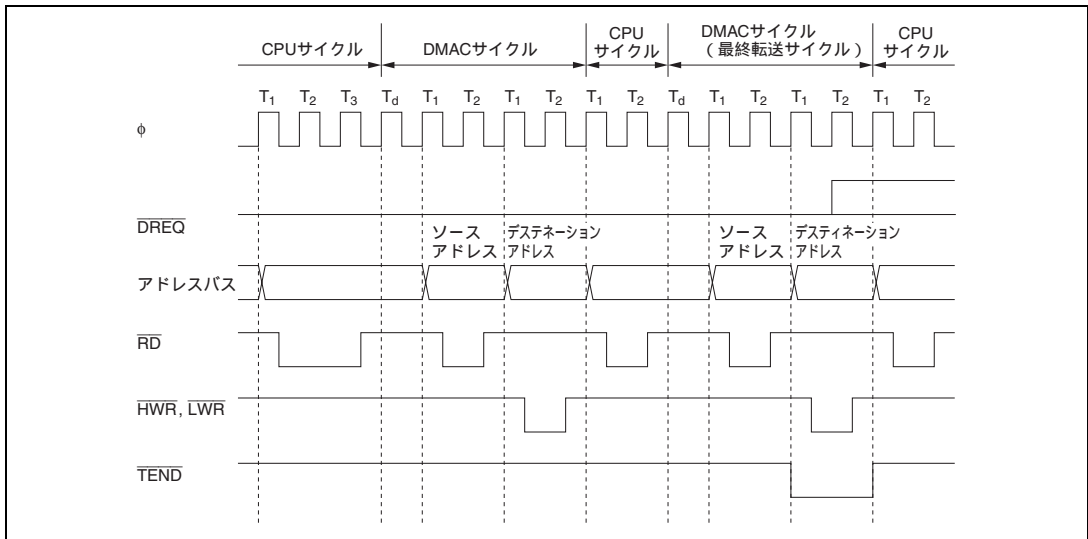 CPUサイクル DMACサイクル CPU サイクル DMACサイクル (最終転送サイクル) CPU サイクル
T1 T2 T3 Td T1 T2 T1 T2 T1 T2 Td T1 T2 T1 T2 T1 T2
φ
DREQ
ソース アドレス デステネーション アドレス ソース アドレス デスティネーション アドレス
アドレスバス
RD
HWR, LWR
TEND